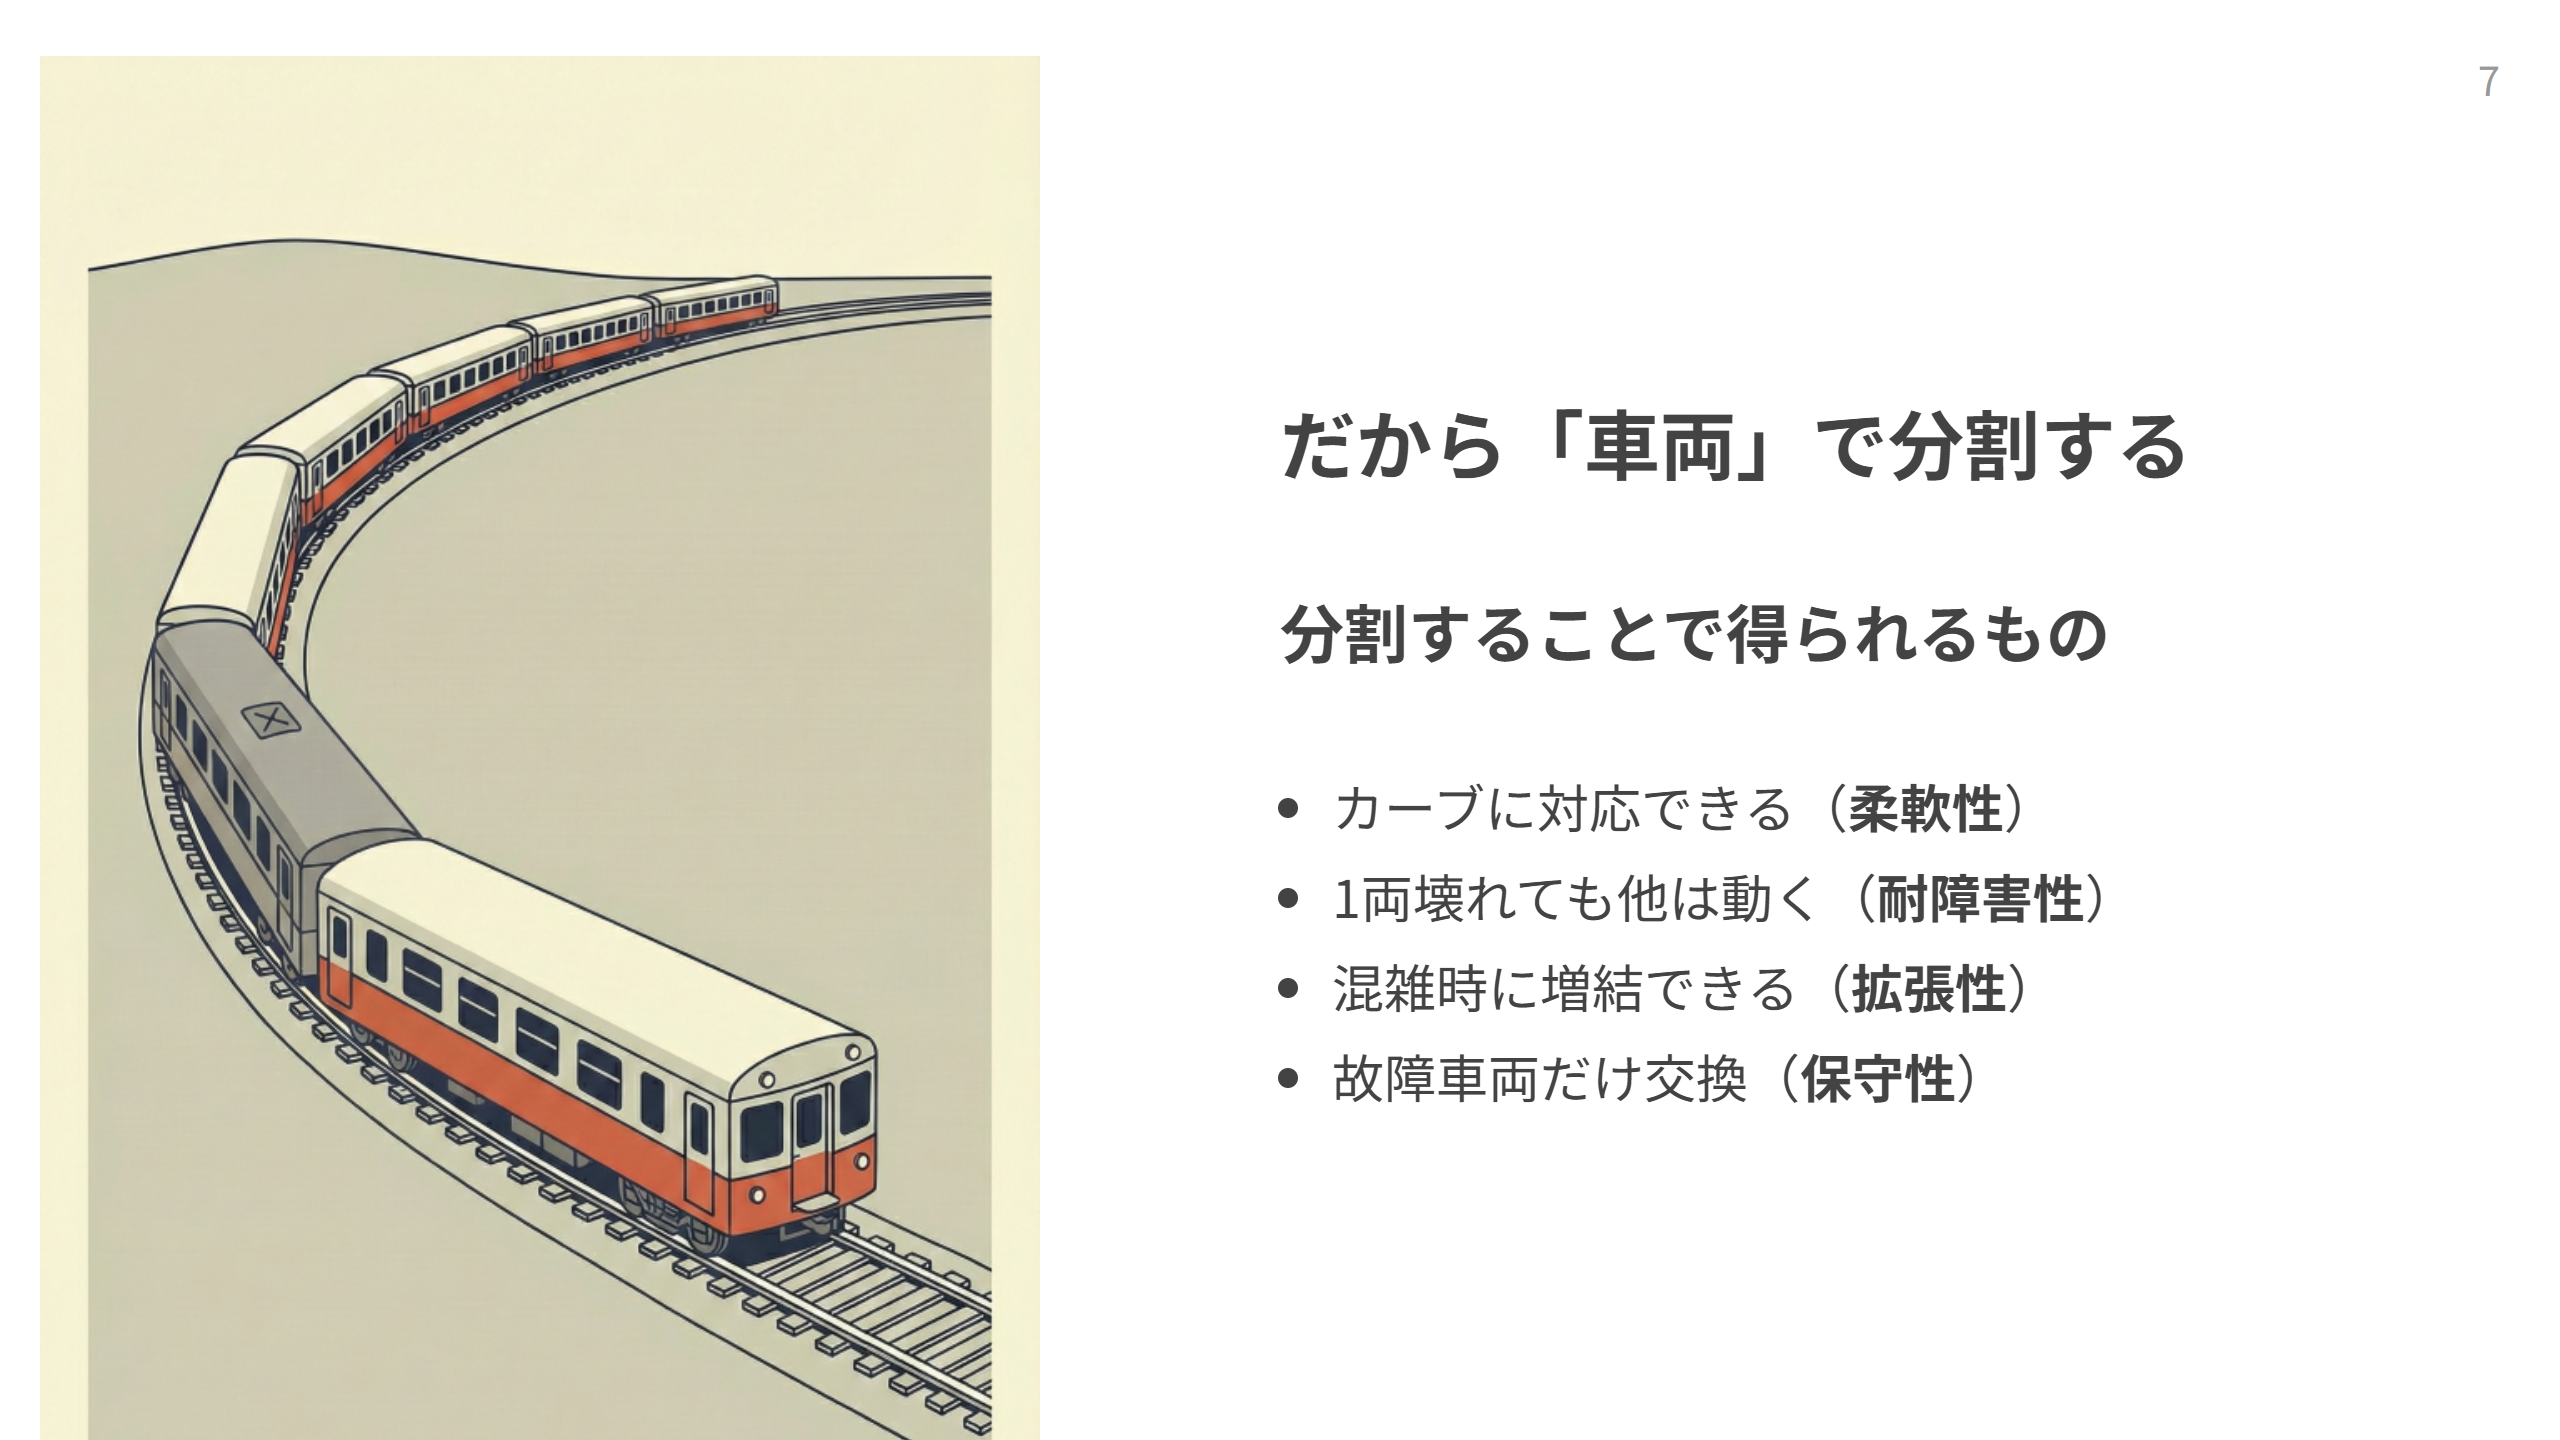 7
だから「車両」で分割する
分割することで得られるもの
カーブに対応できる（柔軟性）
1両壊れても他は動く（耐障害性）
混雑時に増結できる（拡張性）
故障車両だけ交換（保守性）